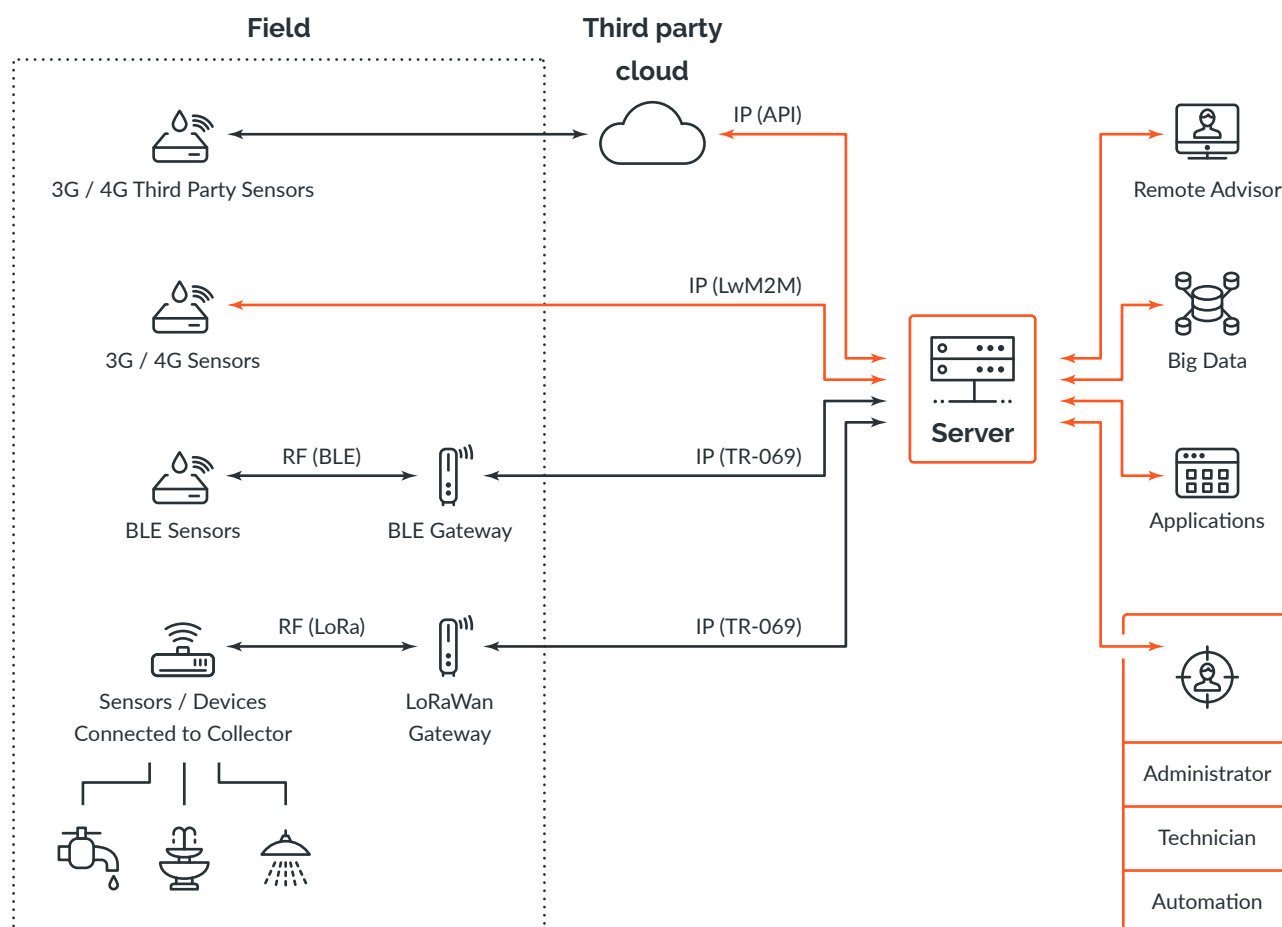 Field
Third party
cloud
IP (API)
3G / 4G Third Party Sensors
Remote Advisor
IP (LwM2M)
3G / 4G Sensors
Big Data
Server
RF (BLE)
IP (TR-069)
BLE Sensors
BLE Gateway
Applications
RF (LoRa)
IP (TR-069)
Sensors / Devices
Connected to Collector
LoRaWan
Gateway
Administrator
Technician
Automation